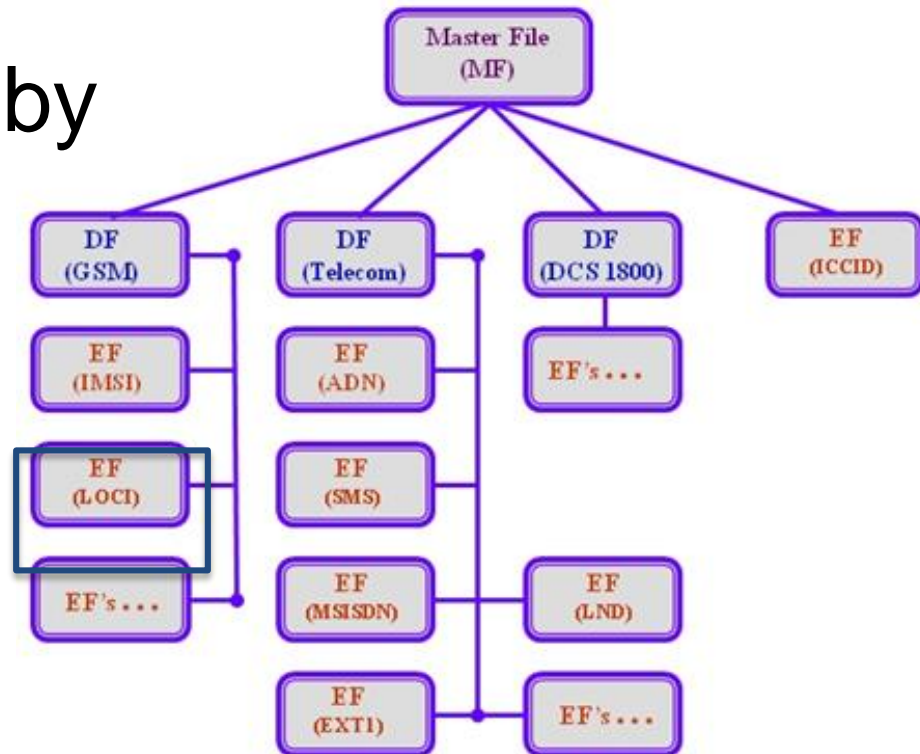 by
Master File
(MF)
DF
(GSM)
DF
(Telecom)
DF
(DCS 1800)
EF
(ICCID)
EF
(IMSI)
EF
(ADN)
EF's...
EF
(LOCI)
EF
(SMS)
EF's...
EF
(MSISDN)
EF
(LND)
EF
(EXT1)
EF's...